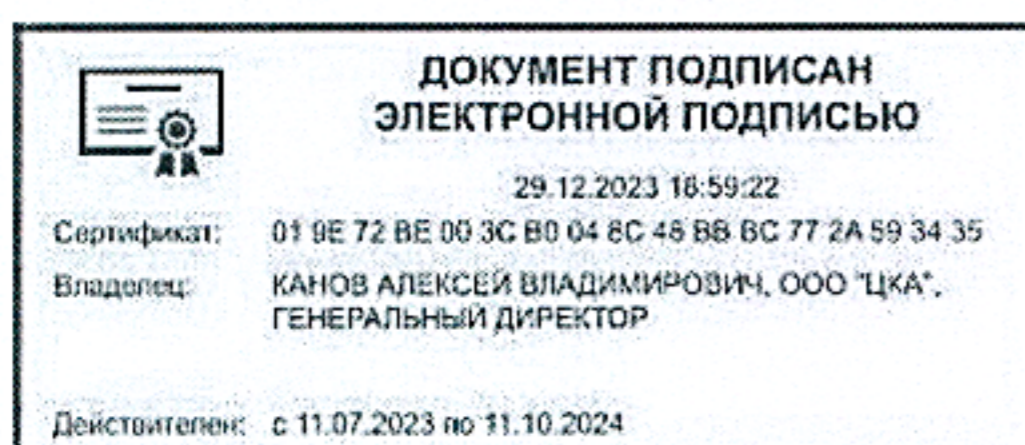 ДОКУМЕНТ ПОДПИСАН
ЭЛЕКТРОННОЙ ПОДПИСЬЮ
29.12.2023 16:59:22
Сертификат: 01 9E 72 BE 00 3C B0 04 8C 48 BB BC 77 2A 59 34 35
Владелец: КАНОВ АЛЕКСЕЙ ВЛАДИМИРОВИЧ, ООО "ЦКА",
ГЕНЕРАЛЬНЫЙ ДИРЕКТОР
Действителен: с 11.07.2023 по 11.10.2024